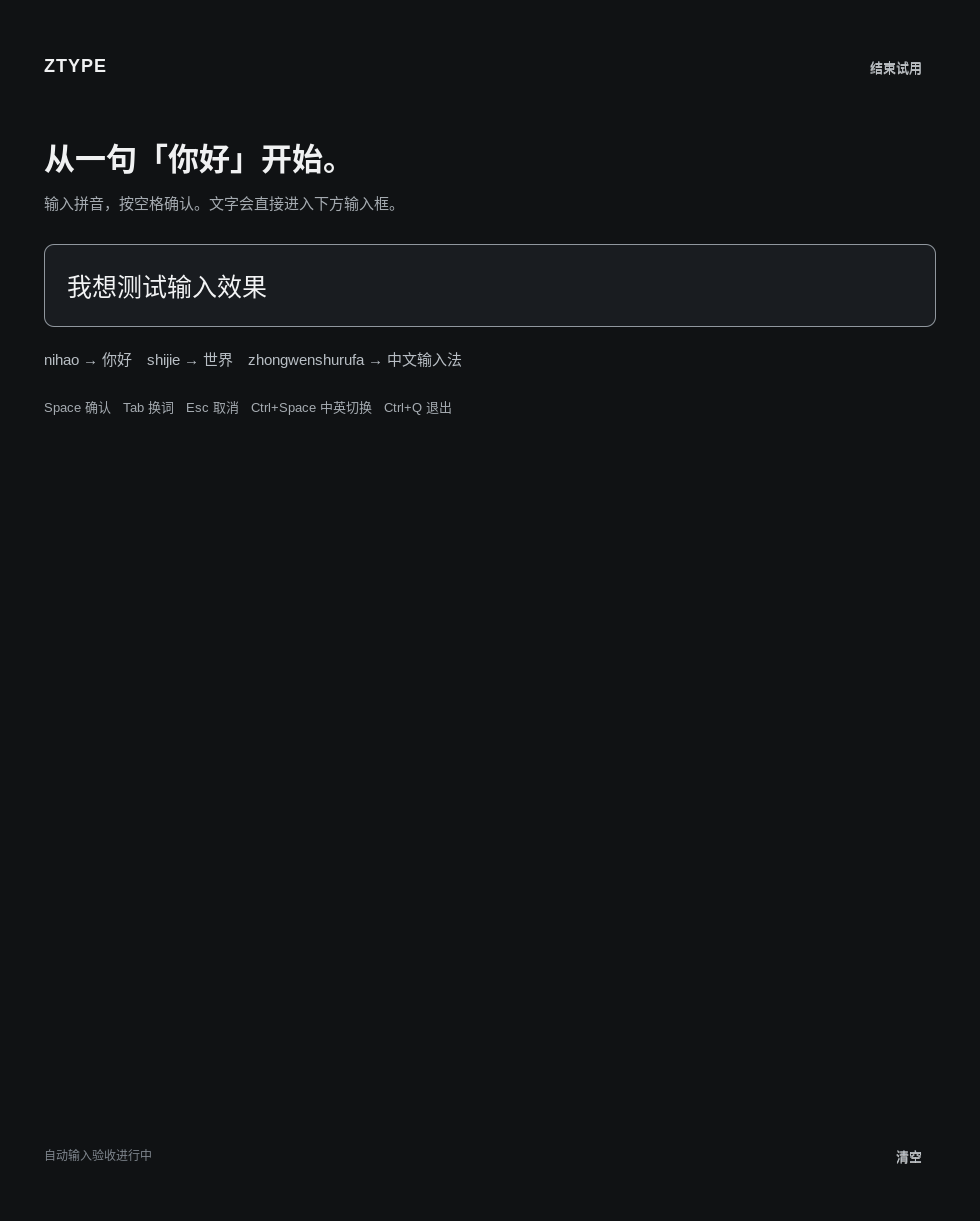 ZTYPE
结束试用
从一句「你好」开始。
输入拼音，按空格确认。文字会直接进入下方输入框。
我想测试输入效果
nihao → 你好 shijie → 世界 zhongwenshurufa → 中文输入法
Space 确认 Tab 换词 Esc 取消 Ctrl+Space 中英切换 Ctrl+Q 退出
自动输入验收进行中
清空